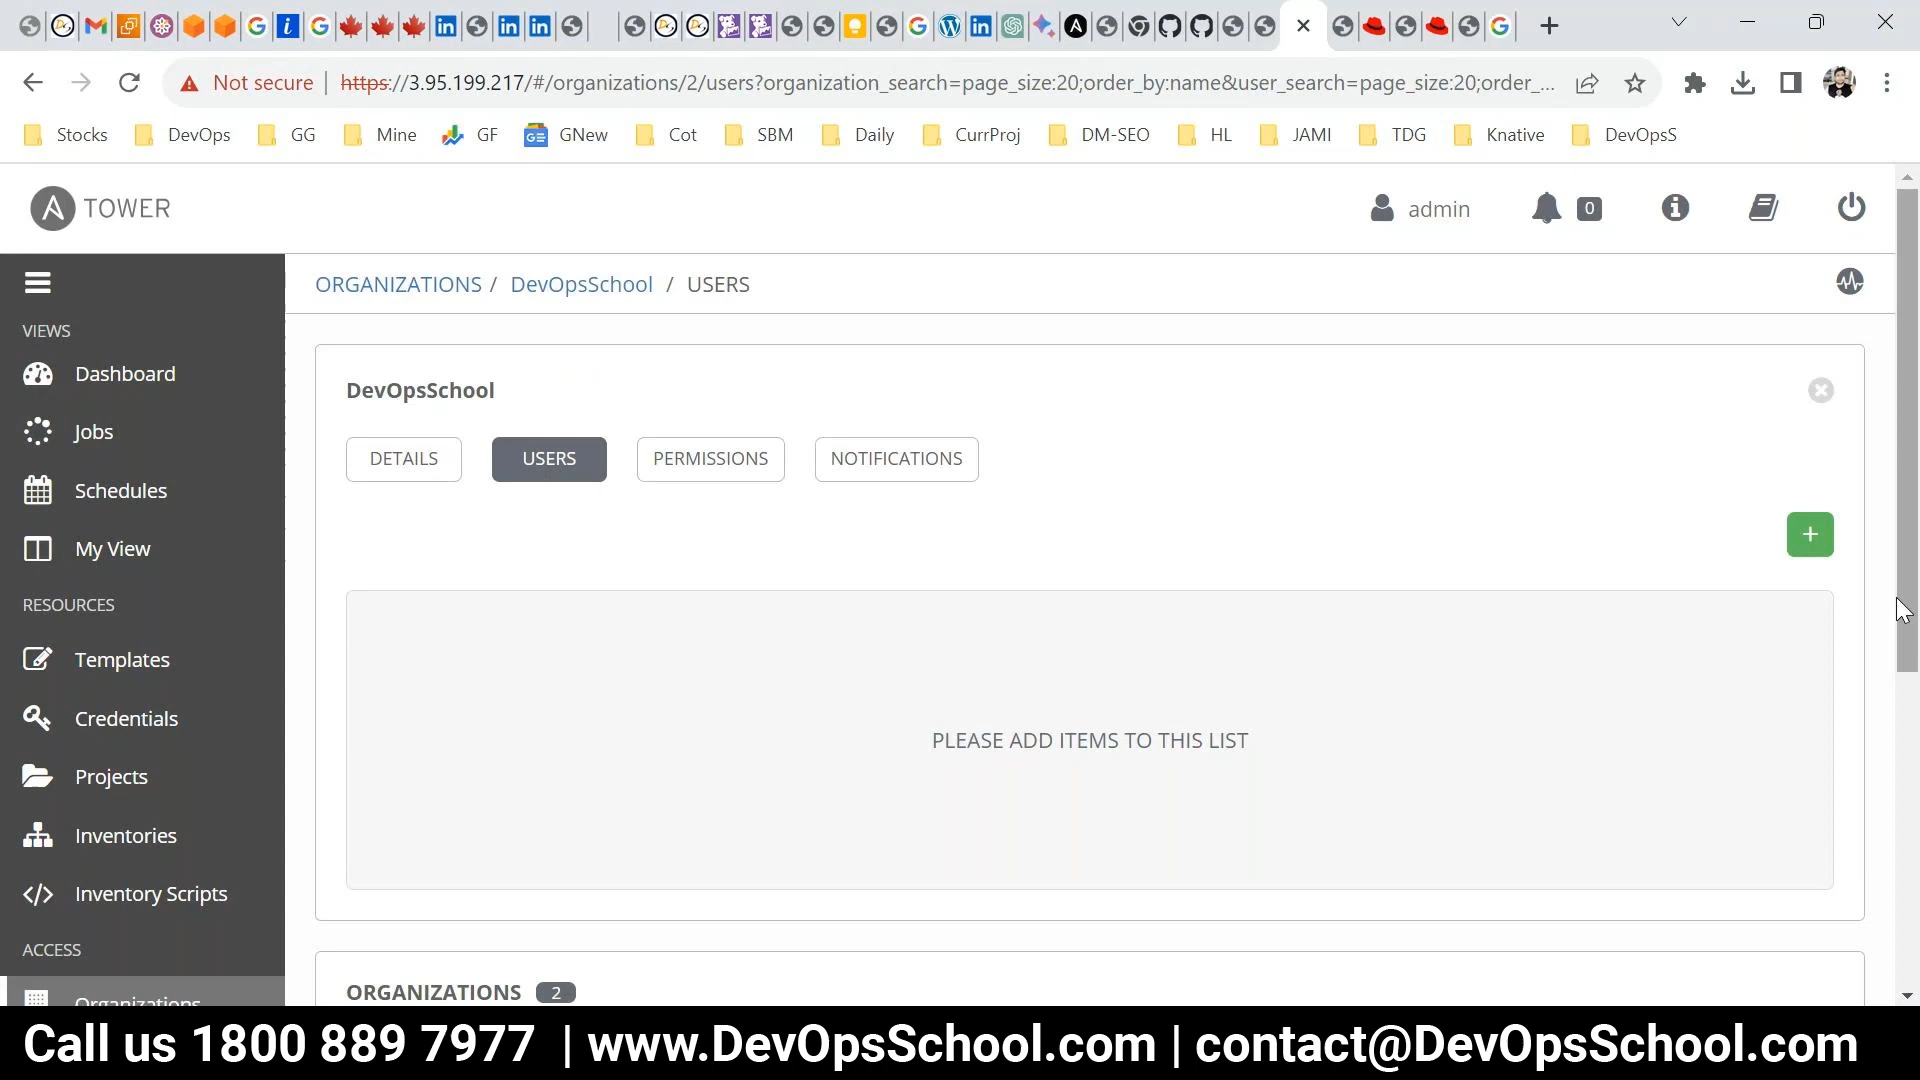 Not secure | https://3.95.199.217/#/organizations/2/users?organization_search=page_size:20;order_by:name&user_search=page_size:20;order_...
Stocks DevOps GG Mine GF GNew Cot SBM Daily CurrProj DM-SEO HL JAMI TDG Knative DevOpsS
A TOWER admin 0
ORGANIZATIONS / DevOpsSchool / USERS
VIEWS
Dashboard
Jobs
Schedules
My View
RESOURCES
Templates
Credentials
Projects
Inventories
Inventory Scripts
ACCESS
Organizations
DevOpsSchool
DETAILS USERS PERMISSIONS NOTIFICATIONS
+
PLEASE ADD ITEMS TO THIS LIST
ORGANIZATIONS 2
Call us 1800 889 7977 | www.DevOpsSchool.com | contact@DevOpsSchool.com